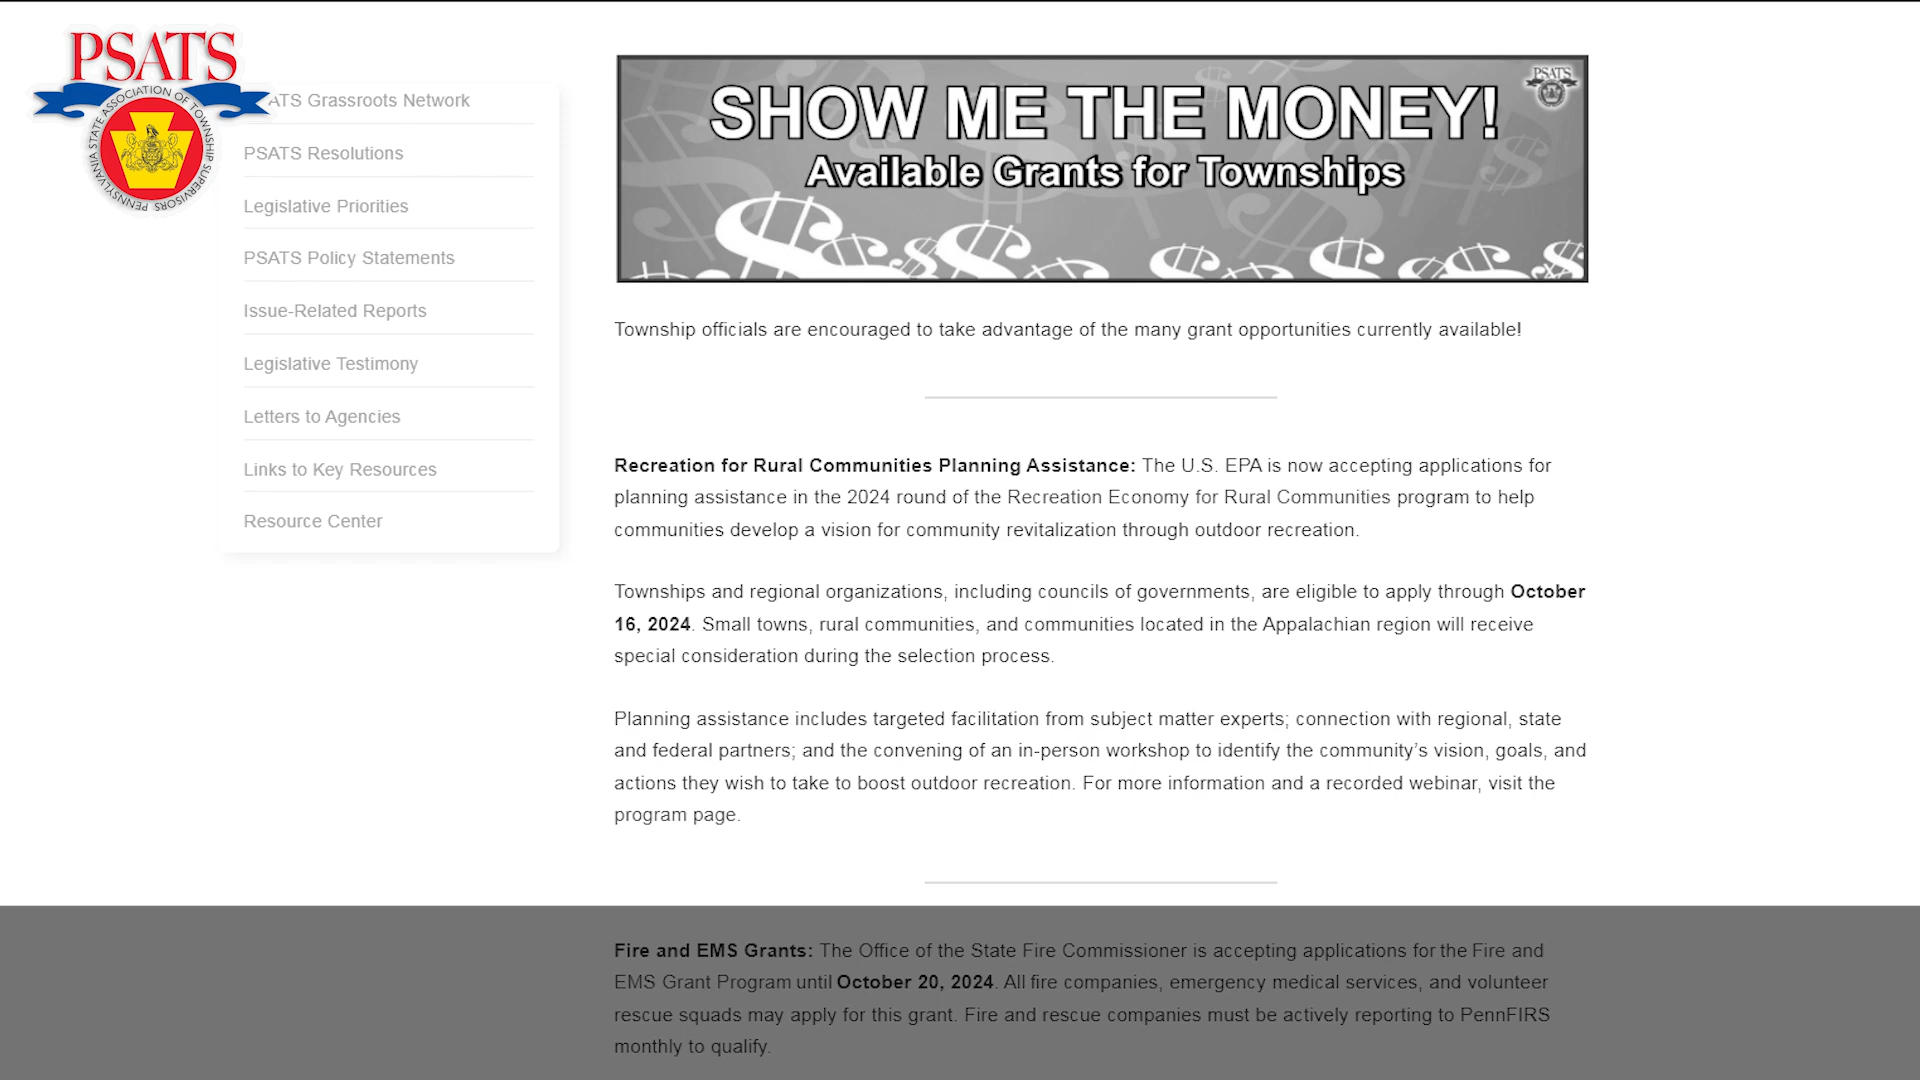 PSATS
PENNSYLVANIA STATE ASSOCIATION OF TOWNSHIP SUPERVISORS
ATS Grassroots Network
PSATS Resolutions
Legislative Priorities
PSATS Policy Statements
Issue-Related Reports
Legislative Testimony
Letters to Agencies
Links to Key Resources
Resource Center
PSATS
SHOW ME THE MONEY!
Available Grants for Townships
Township officials are encouraged to take advantage of the many grant opportunities currently available!
Recreation for Rural Communities Planning Assistance: The U.S. EPA is now accepting applications for
planning assistance in the 2024 round of the Recreation Economy for Rural Communities program to help
communities develop a vision for community revitalization through outdoor recreation.
Townships and regional organizations, including councils of governments, are eligible to apply through October
16, 2024. Small towns, rural communities, and communities located in the Appalachian region will receive
special consideration during the selection process.
Planning assistance includes targeted facilitation from subject matter experts; connection with regional, state
and federal partners; and the convening of an in-person workshop to identify the community’s vision, goals, and
actions they wish to take to boost outdoor recreation. For more information and a recorded webinar, visit the
program page.
Fire and EMS Grants: The Office of the State Fire Commissioner is accepting applications for the Fire and
EMS Grant Program until October 20, 2024. All fire companies, emergency medical services, and volunteer
rescue squads may apply for this grant. Fire and rescue companies must be actively reporting to PennFIRS
monthly to qualify.